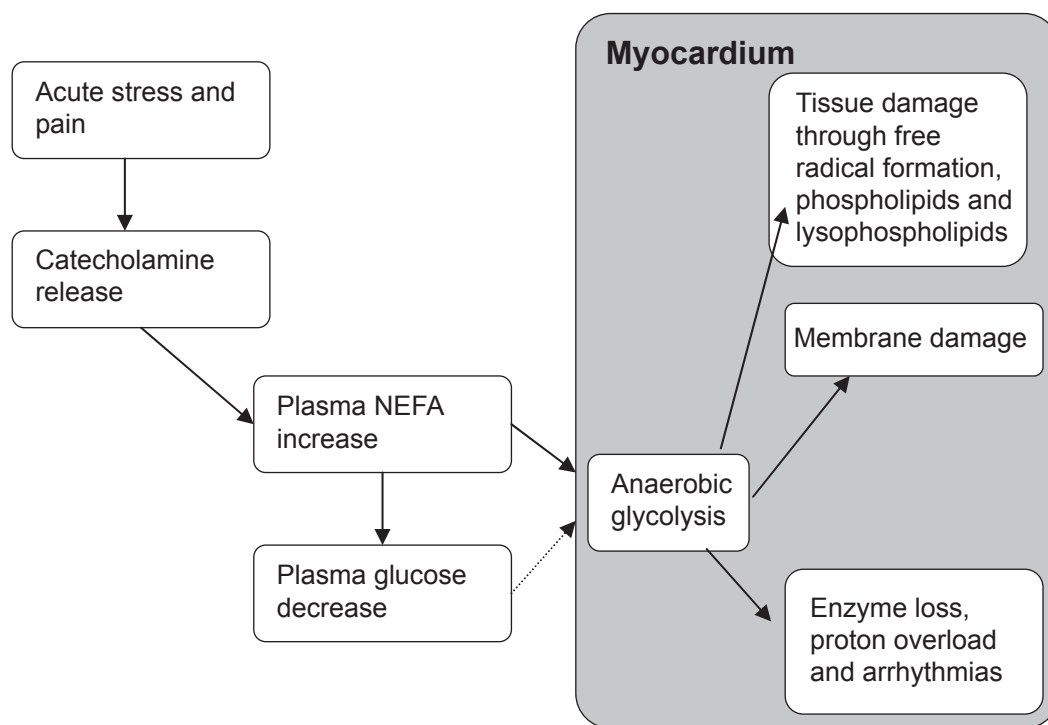 Myocardium
Acute stress and
pain
Catecholamine
release
Plasma NEFA
increase
Plasma glucose
decrease
Anaerobic
glycolysis
Tissue damage
through free
radical formation,
phospholipids and
lysophospholipids
Membrane damage
Enzyme loss,
proton overload
and arrhythmias